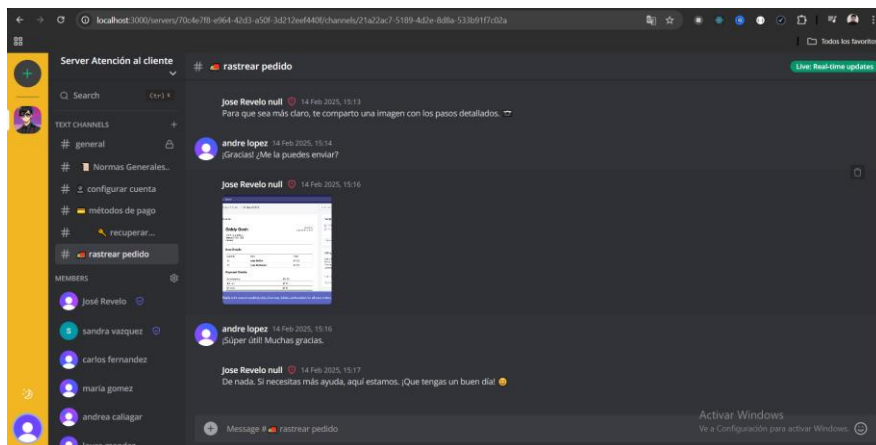 localhost:3000/servers/70c4e7f8-e964-42d3-a50f-3d212eef440f/channels/21a22ac7-5189-4d2e-8d8a-533b91f7c02a
Todos los favorito
Server Atención al cliente
# rastrear pedido
Live: Real-time updates
Search
Ctrl K
TEXT CHANNELS
# general
# Normas Generales..
# configurar cuenta
# métodos de pago
# recuperar...
# rastrear pedido
MEMBERS
José Revelo
S sandra vazquez
carlos fernandez
maría gomez
andrea callagar
Jose Revelo null 14 Feb 2025, 15:13
Para que sea más claro, te comparto una imagen con los pasos detallados.
andre lopez 14 Feb 2025, 15:14
¡Gracias! ¿Me la puedes enviar?
Jose Revelo null 14 Feb 2025, 15:16
andre lopez 14 Feb 2025, 15:16
¡Súper útil! Muchas gracias.
Jose Revelo null 14 Feb 2025, 15:17
De nada. Si necesitas más ayuda, aquí estamos. ¡Que tengas un buen día!
Message # rastrear pedido
Activar Windows
Ve a Configuración para activar Windows.